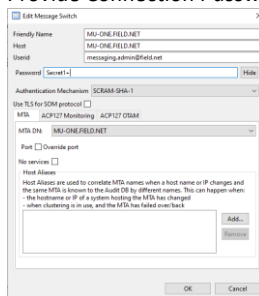 Provide Connection Passw
Edit Message Switch
Friendly Name MU-ONE.FIELD.NET
Host MU-ONE.FIELD.NET
Userid messaging.admin@field.net
Password Secret1+ Hide
Authentication Mechanism SCRAM-SHA-1
Use TLS for SOM protocol
MTA ACP127 Monitoring ACP127 OTAM
MTA DN: MU-ONE.FIELD.NET
Port Override port
No services
Host Aliases
Host Aliases are used to correlate MTA names when a host name or IP changes and
the same MTA is known to the Audit DB by different names. This can happen when:
- the hostname or IP of a system hosting the MTA has changed
- when clustering is in use, and the MTA has failed over/back
Add...
Remove
OK Cancel